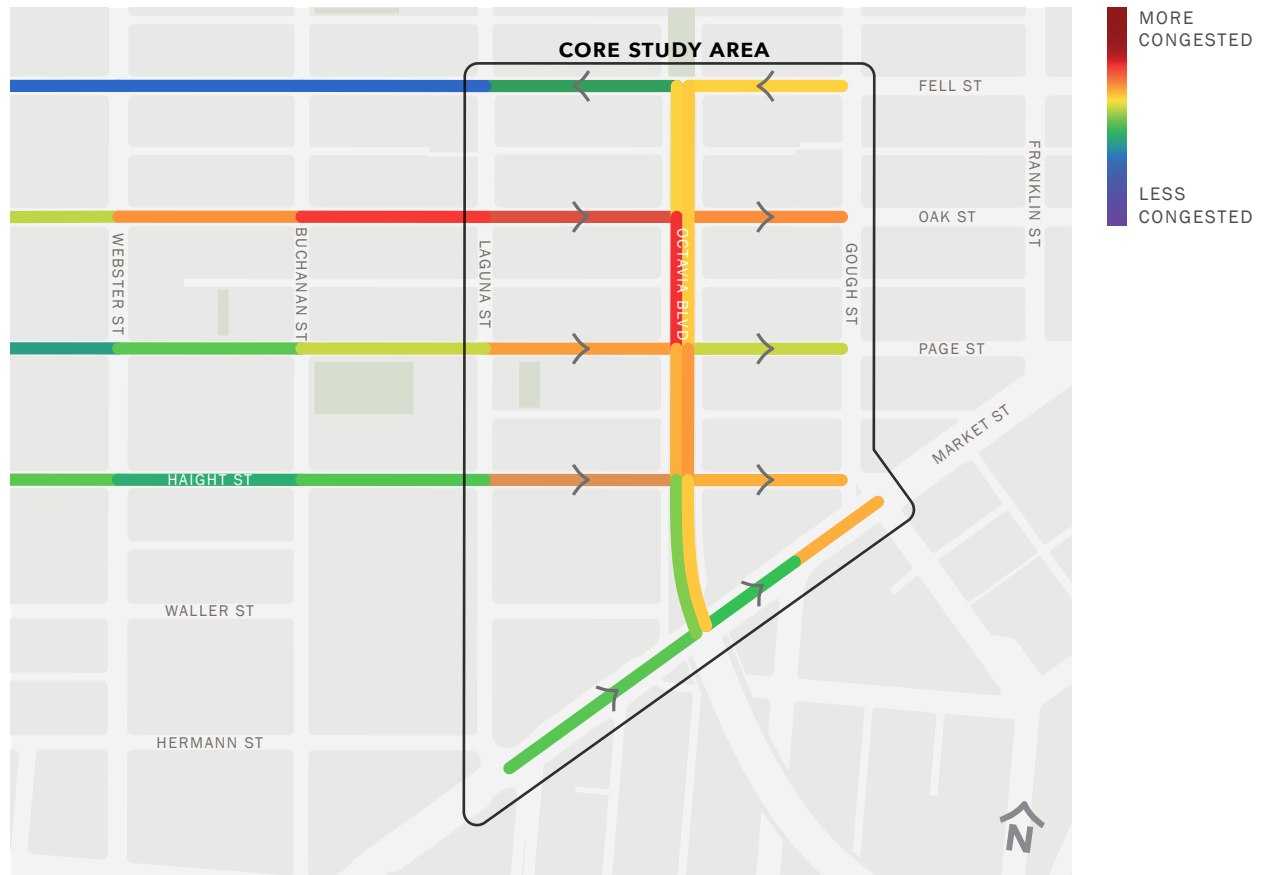 CORE STUDY AREA
MORE
CONGESTED
LESS
CONGESTED
FELL ST
FRANKLIN ST
OAK ST
WEBSTER ST
BUCHANAN ST
LAGUNA ST
OCTAVIA BLVD
GOUGH ST
PAGE ST
MARKET ST
HAIGHT ST
WALLER ST
HERMANN ST
N